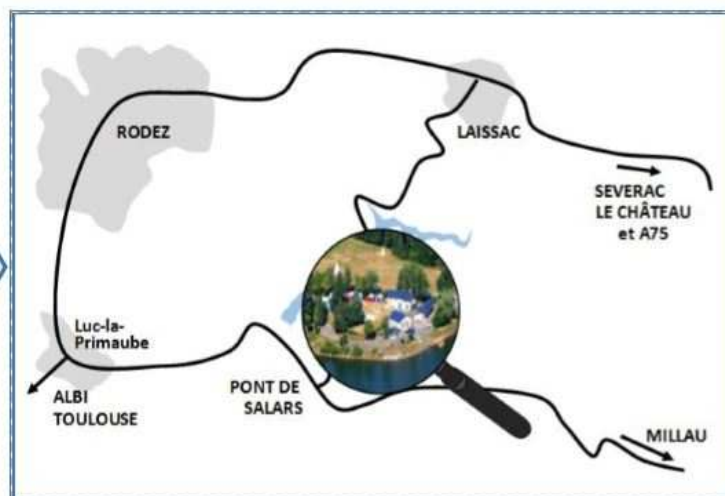 RODEZ
LAISSAC
SEVERAC
LE CHÂTEAU
et A75
Luc-la-
Primaube
ALBI
TOULOUSE
PONT DE
SALARS
MILLAU